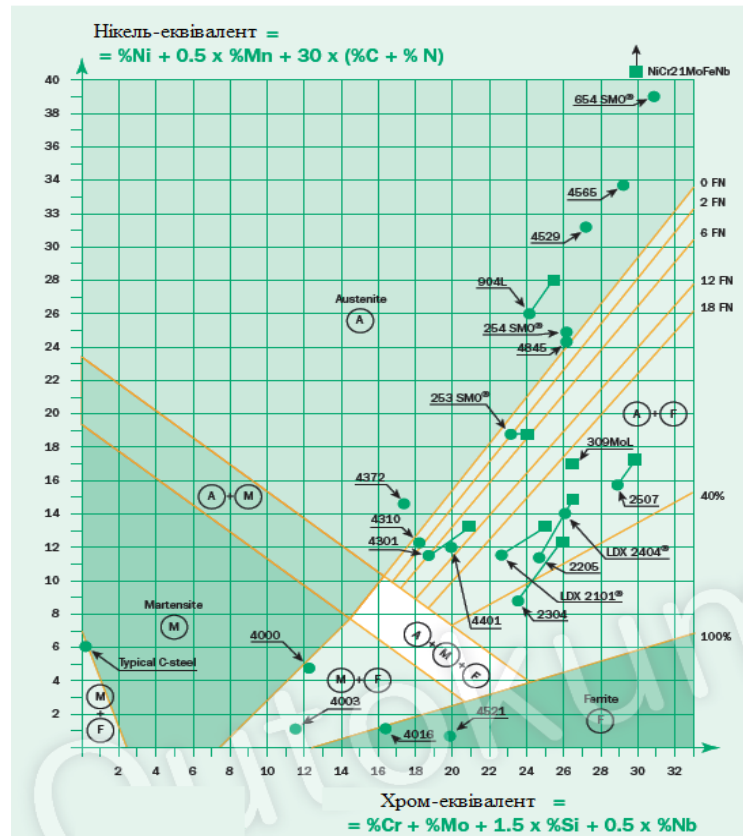 Нікель-еквівалент =
= %Ni + 0.5 x %Mn + 30 x (%C + % N)
40
NiCr21MoFeNb
38
654 SMO®
36
34
4565
0 FN
2 FN
32
4529
6 FN
30
28
904L
12 FN
18 FN
26
Austenite
A
254 SMO®
24
4845
22
20
253 SMO®
A + F
18
309MoL
16
4372
A + M
2507
40%
14
4310
12
4301
LDX 2404®
2205
10
LDX 2101®
8
Martensite
M
4401
2304
A + M + F
100%
6
Typical C-steel
4000
4
M + F
M
+
F
4003
Ferrite
F
2
4016
4521
2 4 6 8 10 12 14 16 18 20 22 24 26 28 30 32
Хром-еквівалент =
= %Cr + %Mo + 1.5 x %Si + 0.5 x %Nb
outokum